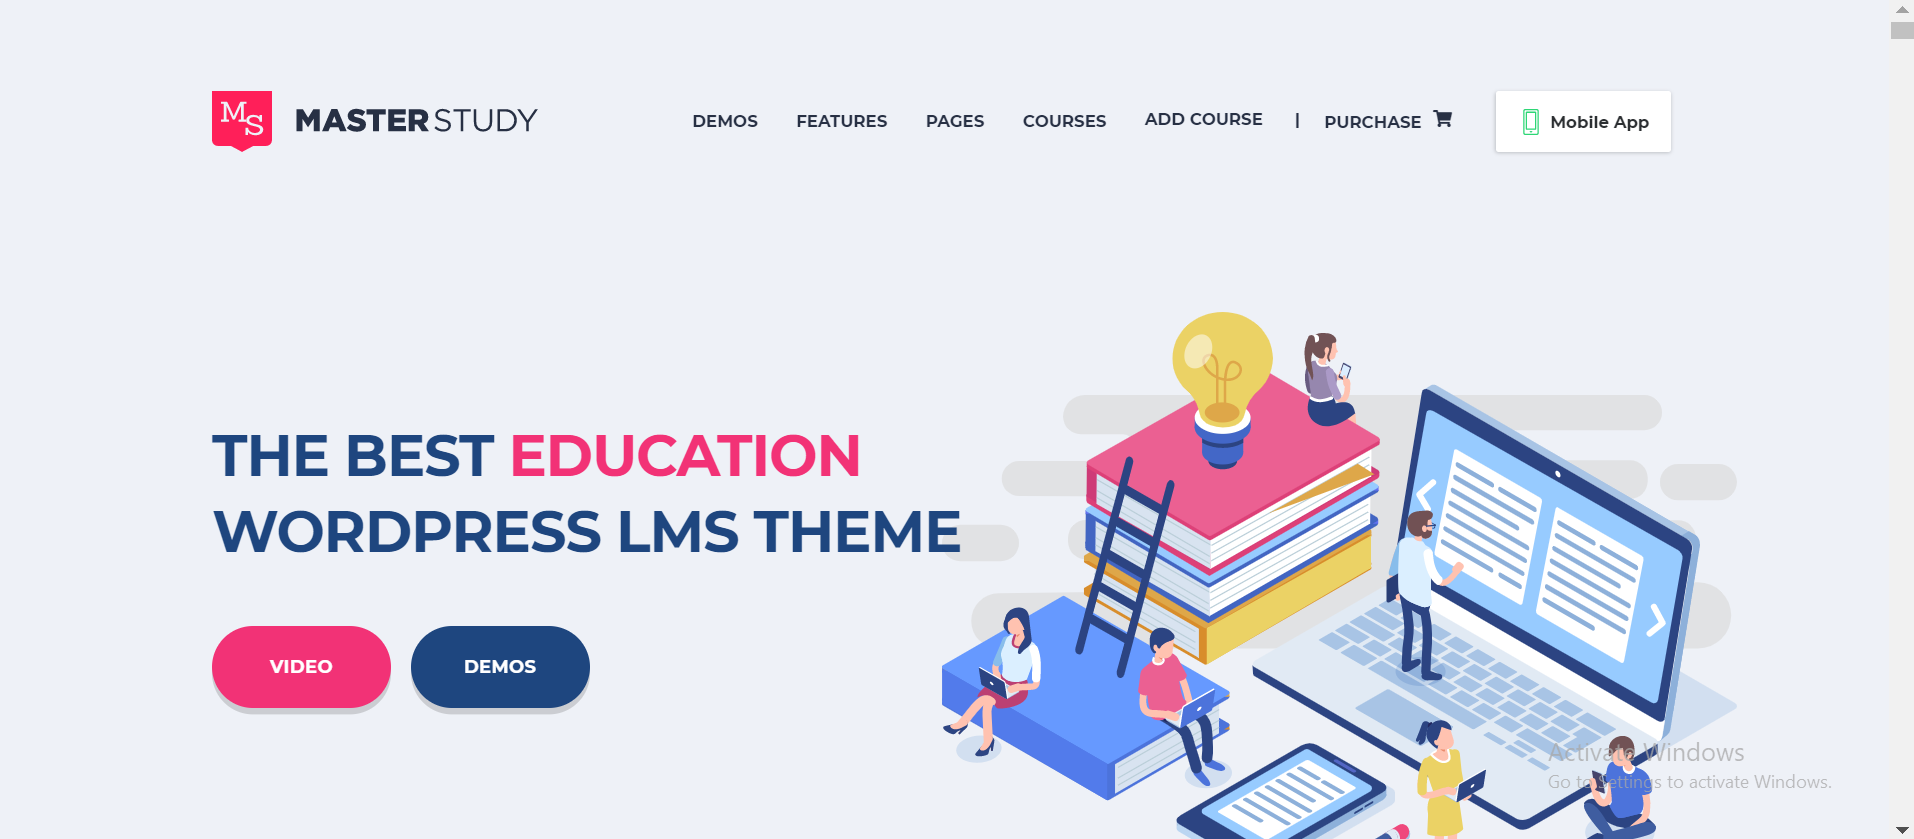 MS
MASTERSTUDY
DEMOS FEATURES PAGES COURSES ADD COURSE | PURCHASE
Mobile App
THE BEST EDUCATION
WORDPRESS LMS THEME
VIDEO
DEMOS
Activate Windows
Go to Settings to activate Windows.